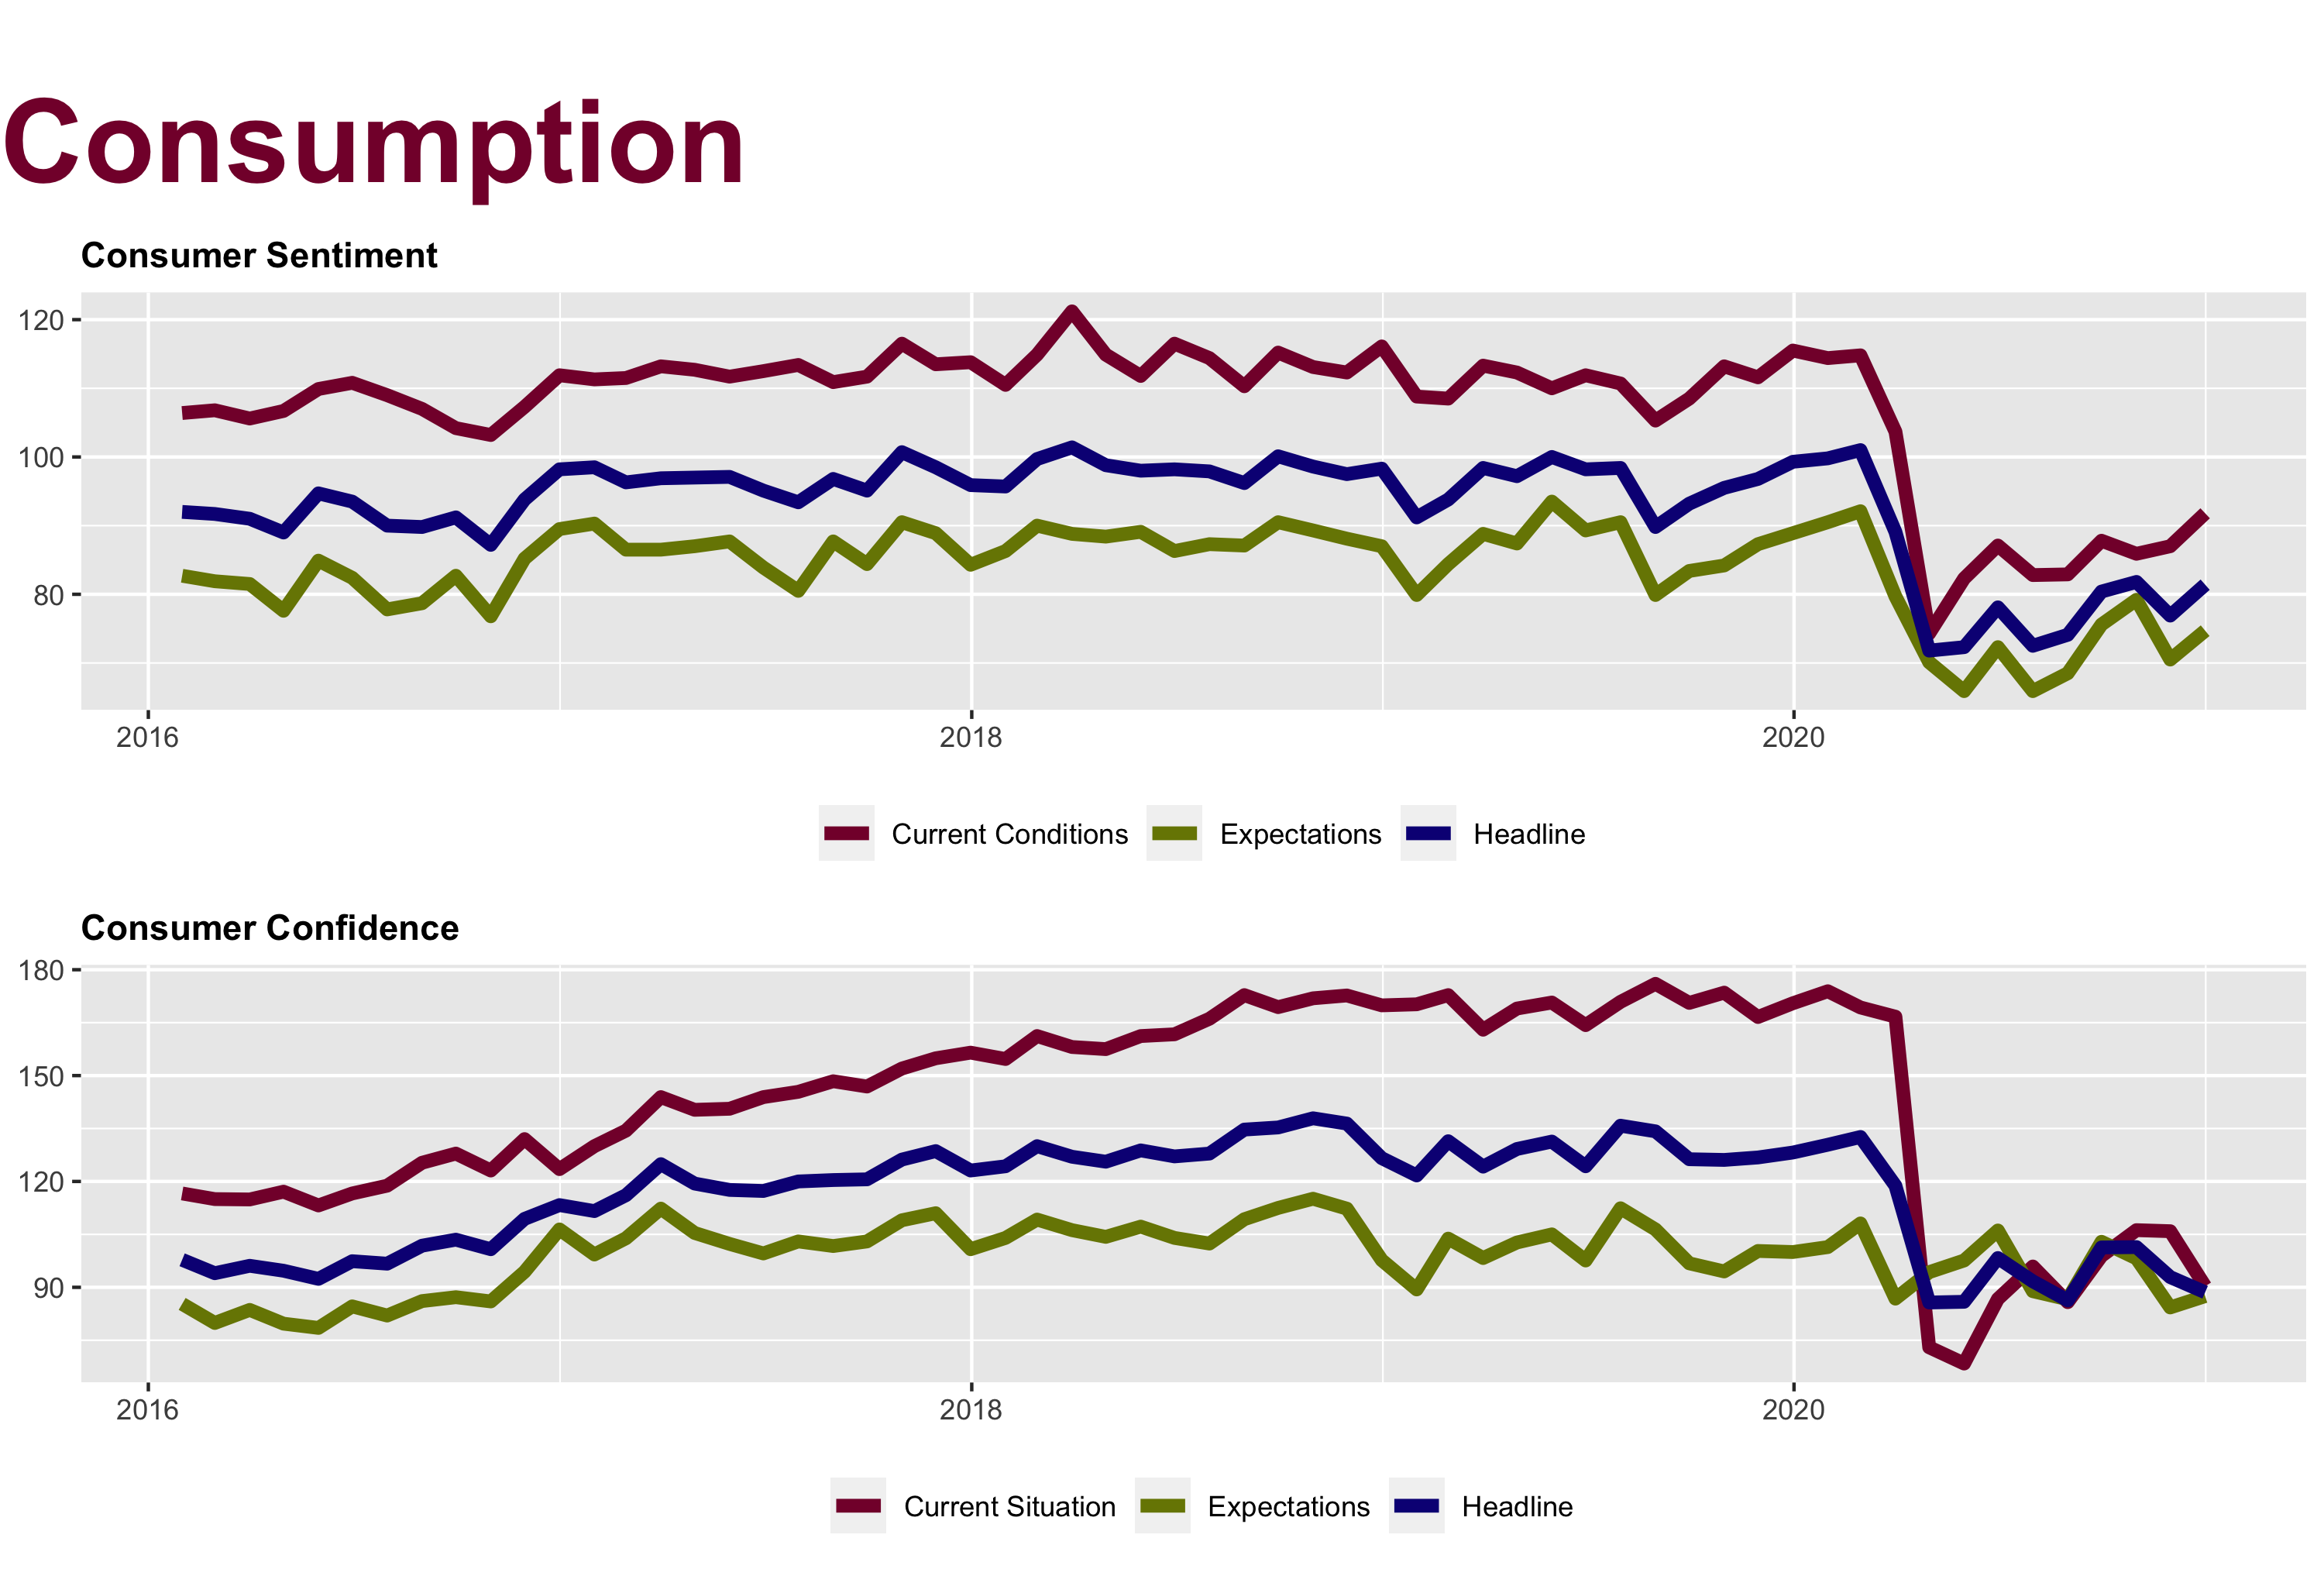 Consumption
Consumer Sentiment
120
100
80
2016 2018 2020
Current Conditions Expectations Headline
Consumer Confidence
180
150
120
90
2016 2018 2020
Current Situation Expectations Headline